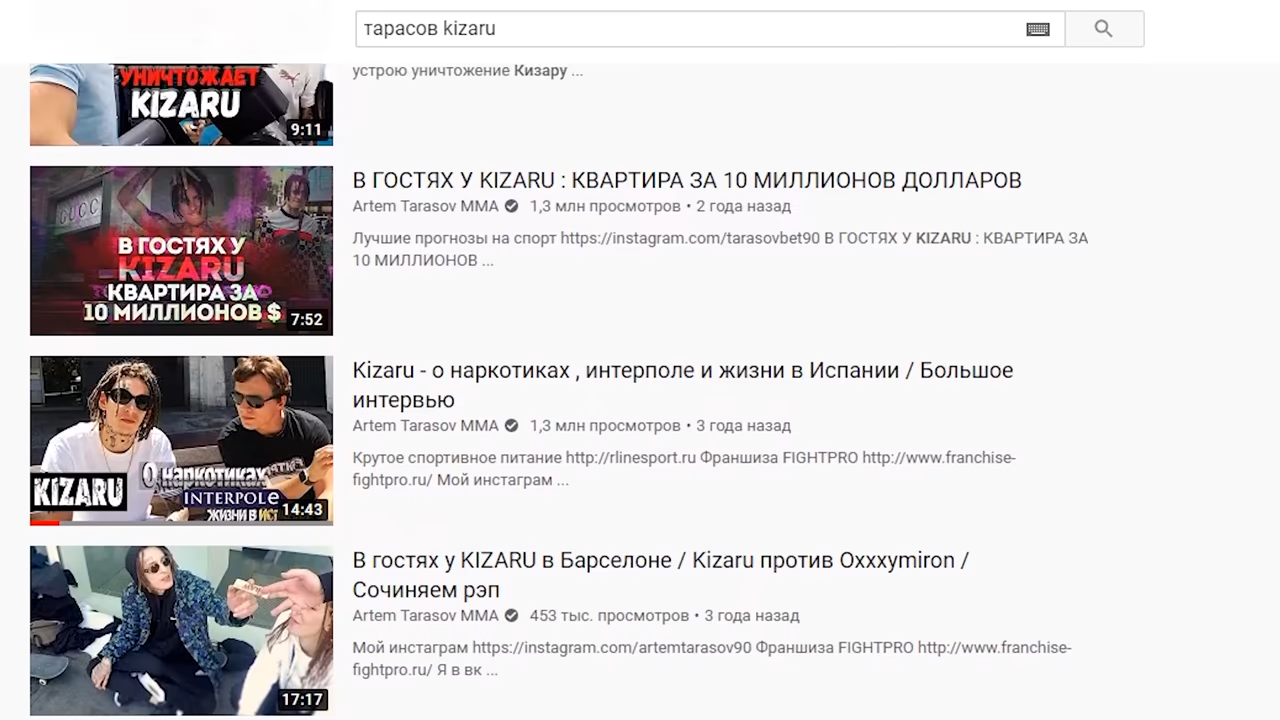 тарасов kizaru
УНИЧТОЖАЕТ
KIZARU
9:11
устрою уничтожение Кизару ...
GUCCI
В ГОСТЯХ У
KIZARU
КВАРТИРА ЗА
10 МИЛЛИОНОВ $
7:52
В ГОСТЯХ У KIZARU : КВАРТИРА ЗА 10 МИЛЛИОНОВ ДОЛЛАРОВ
Artem Tarasov MMA 1,3 млн просмотров • 2 года назад
Лучшие прогнозы на спорт https://instagram.com/tarasovbet90 В ГОСТЯХ У KIZARU : КВАРТИРА ЗА
10 МИЛЛИОНОВ ...
KIZARU
О наркотиках
INTERPOLe
ЖИЗНИ В
14:43
Kizaru - о наркотиках , интерполе и жизни в Испании / Большое
интервью
Artem Tarasov MMA 1,3 млн просмотров • 3 года назад
Крутое спортивное питание http://rlinesport.ru Франшиза FIGHTPRO http://www.franchise-
fightpro.ru/ Мой инстаграм ...
17:17
В гостях у KIZARU в Барселоне / Kizaru против Oxxxymiron /
Сочиняем рэп
Artem Tarasov MMA 453 тыс. просмотров • 3 года назад
Мой инстаграм https://instagram.com/artemtarasov90 Франшиза FIGHTPRO http://www.franchise-
fightpro.ru/ Я в вк ...